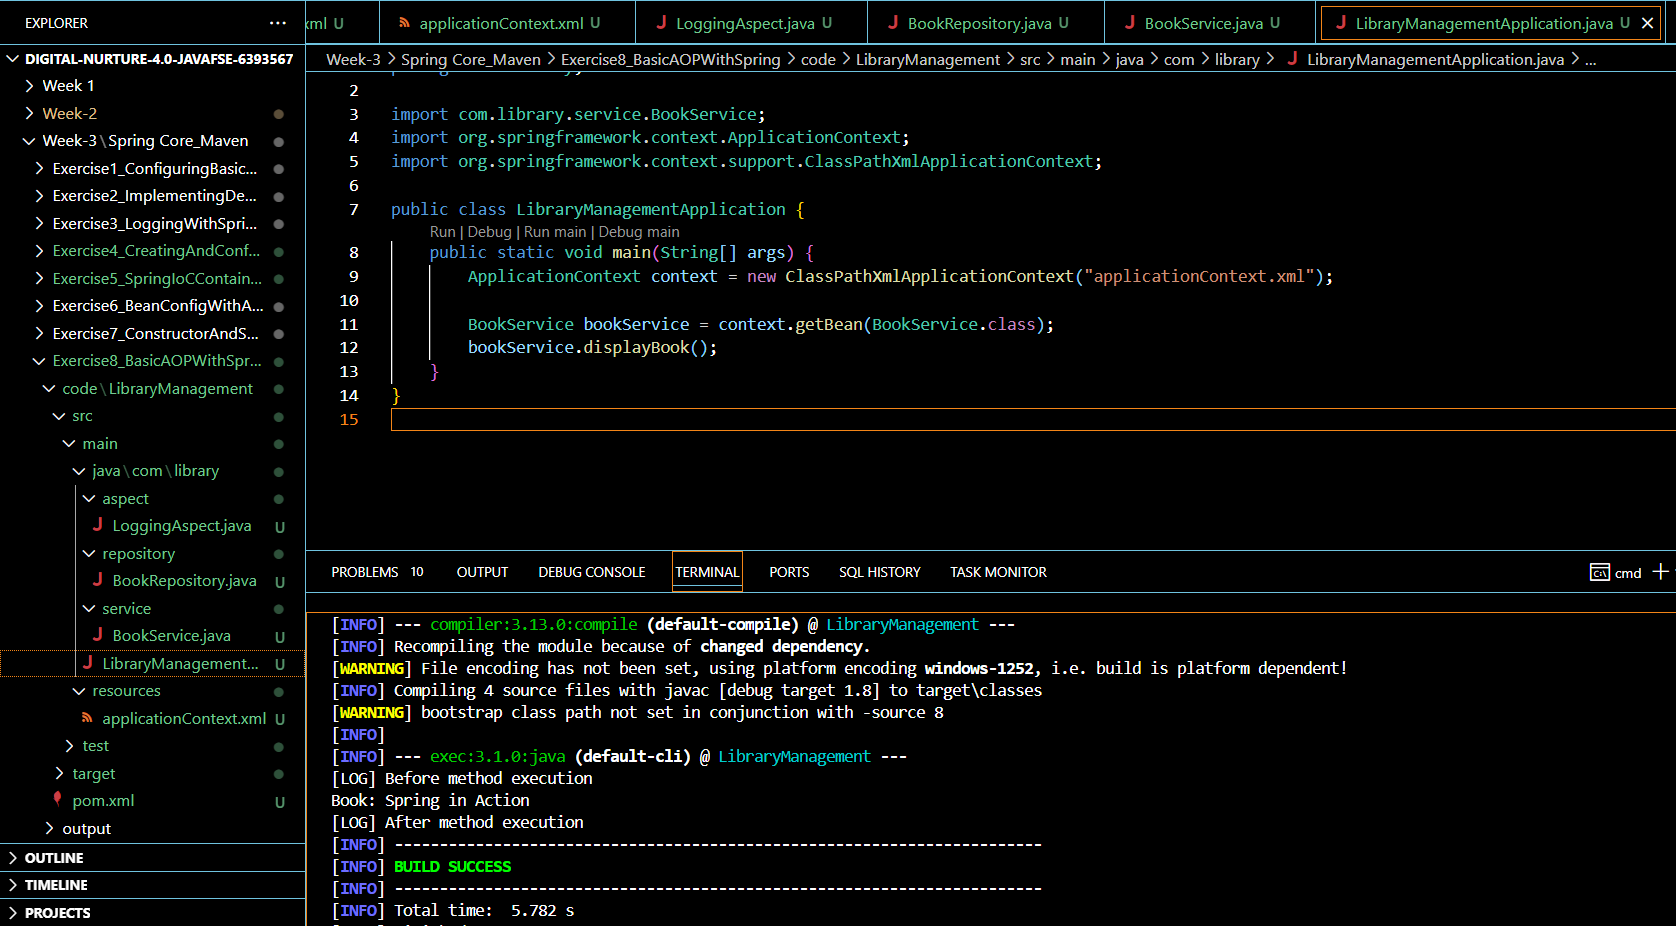 EXPLORER
...
DIGITAL-NURTURE-4.0-JAVAFSE-6393567
Week 1
Week-2
Week-3\Spring Core_Maven
Exercise1_ConfiguringBasic...
Exercise2_ImplementingDe...
Exercise3_LoggingWithSpri...
Exercise4_CreatingAndConf...
Exercise5_SpringIoCContain...
Exercise6_BeanConfigWithA...
Exercise7_ConstructorAndS...
Exercise8_BasicAOPWithSpr...
code\LibraryManagement
src
main
java\com\library
aspect
LoggingAspect.java U
repository
BookRepository.java U
service
BookService.java U
LibraryManagement... U
resources
applicationContext.xml U
test
target
pom.xml U
output
OUTLINE
TIMELINE
PROJECTS
xml U
applicationContext.xml U
LoggingAspect.java U
BookRepository.java U
BookService.java U
LibraryManagementApplication.java U
Week-3 > Spring Core_Maven > Exercise8_BasicAOPWithSpring > code > LibraryManagement > src > main > java > com > library > LibraryManagementApplication.java > ...
2
3 import com.library.service.BookService;
4 import org.springframework.context.ApplicationContext;
5 import org.springframework.context.support.ClassPathXmlApplicationContext;
6
7 public class LibraryManagementApplication {
Run | Debug | Run main | Debug main
8 public static void main(String[] args) {
9 ApplicationContext context = new ClassPathXmlApplicationContext("applicationContext.xml");
10
11 BookService bookService = context.getBean(BookService.class);
12 bookService.displayBook();
13 }
14 }
15
PROBLEMS 10 OUTPUT DEBUG CONSOLE TERMINAL PORTS SQL HISTORY TASK MONITOR
cmd
[INFO] --- compiler:3.13.0:compile (default-compile) @ LibraryManagement ---
[INFO] Recompiling the module because of changed dependency.
[WARNING] File encoding has not been set, using platform encoding windows-1252, i.e. build is platform dependent!
[INFO] Compiling 4 source files with javac [debug target 1.8] to target\classes
[WARNING] bootstrap class path not set in conjunction with -source 8
[INFO]
[INFO] --- exec:3.1.0:java (default-cli) @ LibraryManagement ---
[LOG] Before method execution
Book: Spring in Action
[LOG] After method execution
[INFO] ------------------------------------------------------------------------
[INFO] BUILD SUCCESS
[INFO] ------------------------------------------------------------------------
[INFO] Total time:  5.782 s